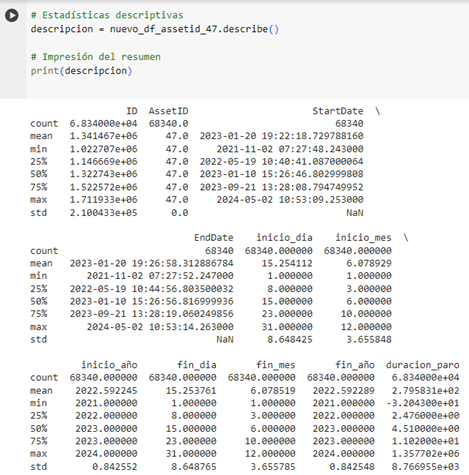 # Estadísticas descriptivas
descripcion = nuevo_df_assetid_47.describe()
# Impresión del resumen
print(descripcion)
ID AssetID StartDate \
count 6.834000e+04 68340.0 68340
mean 1.341467e+06 47.0 2023-01-20 19:22:18.729788160
min 1.022707e+06 47.0 2021-11-02 07:27:48.243000
25% 1.146669e+06 47.0 2022-05-19 10:40:41.087000064
50% 1.322743e+06 47.0 2023-01-10 15:26:46.802999808
75% 1.522572e+06 47.0 2023-09-21 13:28:08.794749952
max 1.711933e+06 47.0 2024-05-02 10:53:09.253000
std 2.100433e+05 0.0 NaN
EndDate inicio_dia inicio_mes \
count 68340 68340.000000 68340.000000
mean 2023-01-20 19:26:58.312886784 15.254112 6.078929
min 2021-11-02 07:27:52.247000 1.000000 1.000000
25% 2022-05-19 10:44:56.803500032 8.000000 3.000000
50% 2023-01-10 15:26:56.816999936 15.000000 6.000000
75% 2023-09-21 13:28:19.060249856 23.000000 10.000000
max 2024-05-02 10:53:14.263000 31.000000 12.000000
std NaN 8.648425 3.655848
inicio_año fin_dia fin_mes fin_año duracion_paro
count 68340.000000 68340.000000 68340.000000 68340.000000 6.834000e+04
mean 2022.592245 15.253761 6.078519 2022.592289 2.795831e+02
min 2021.000000 1.000000 1.000000 2021.000000 -3.204300e+01
25% 2022.000000 8.000000 3.000000 2022.000000 2.476000e+00
50% 2023.000000 15.000000 6.000000 2023.000000 4.510000e+00
75% 2023.000000 23.000000 10.000000 2023.000000 1.102000e+01
max 2024.000000 31.000000 12.000000 2024.000000 1.357702e+06
std 0.842552 8.648765 3.655785 0.842548 8.766955e+03